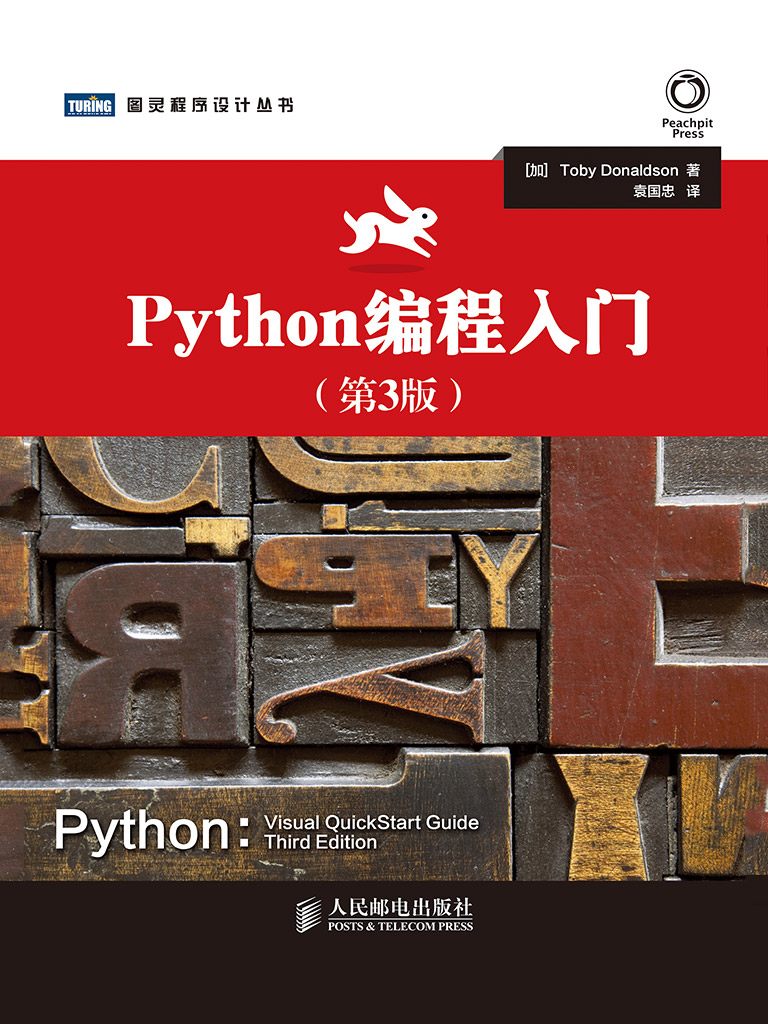 TURING 图灵程序设计丛书
Peachpit
Press
[加] Toby Donaldson 著
袁国忠 译
Python编程入门
(第3版)
Python: Visual QuickStart Guide
Third Edition
人民邮电出版社
POSTS & TELECOM PRESS